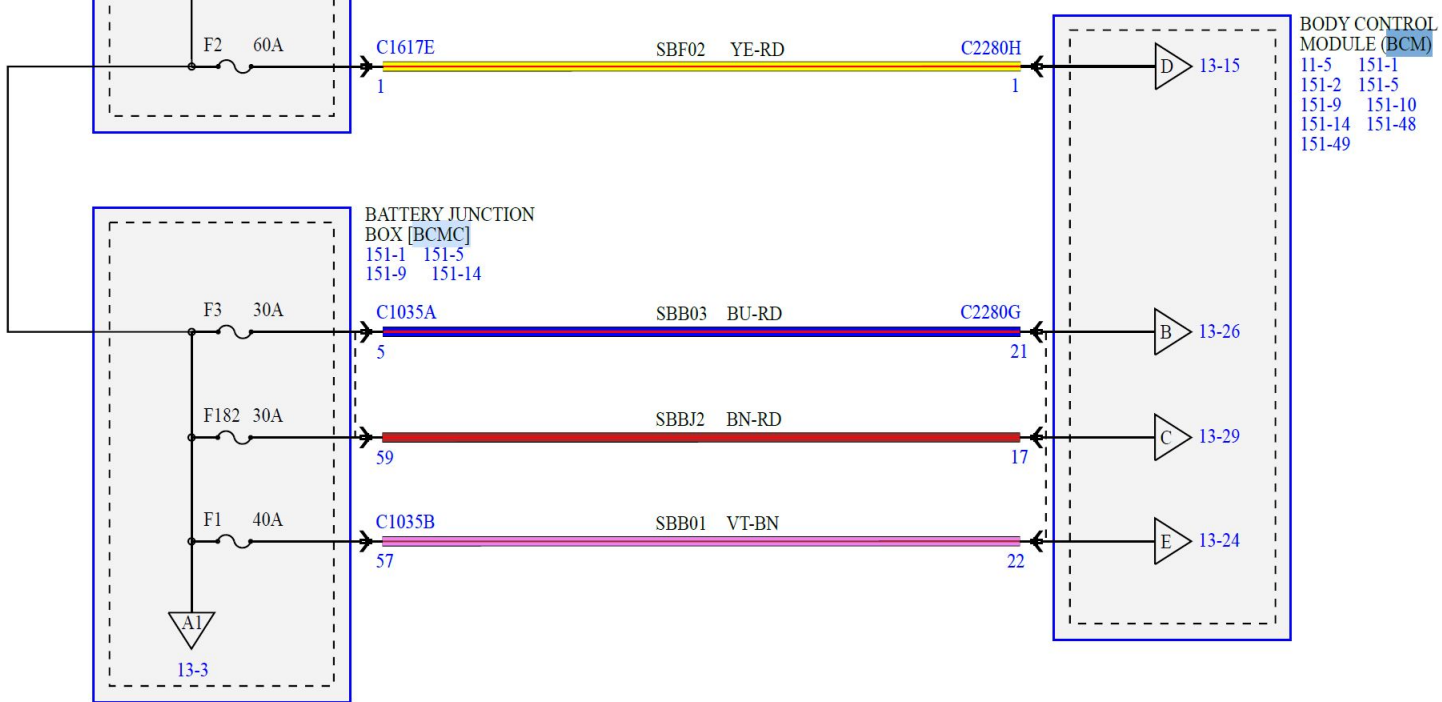 F2 60A C1617E SBF02 YE-RD C2280H
1 1
D 13-15
BODY CONTROL
MODULE (BCM)
11-5 151-1
151-2 151-5
151-9 151-10
151-14 151-48
151-49
BATTERY JUNCTION
BOX [BCMC]
151-1 151-5
151-9 151-14
F3 30A C1035A SBB03 BU-RD C2280G
5 21
B 13-26
F182 30A SBBJ2 BN-RD
59 17
C 13-29
F1 40A C1035B SBB01 VT-BN
57 22
E 13-24
A1
13-3